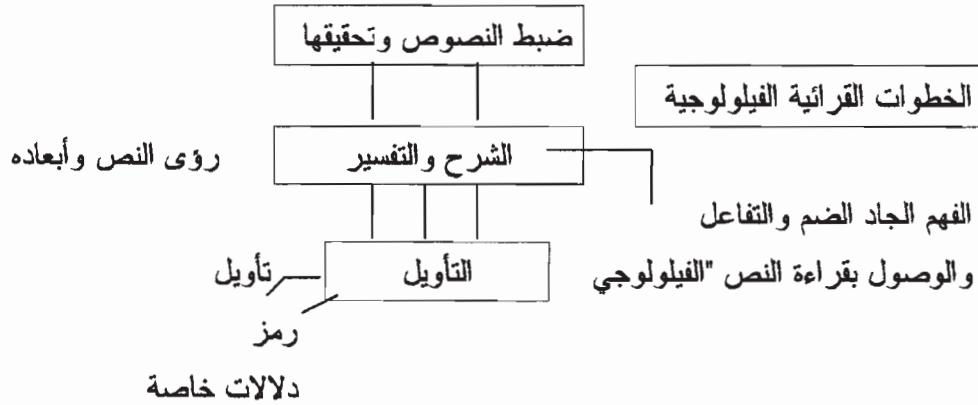 ضبط النصوص وتحقيقها
الخطوات القرائية الفيلولوجية
الشرح والتفسير
رؤى النص وأبعاده
الفهم الجاد الضم والتفاعل
والوصول بقراءة النص "الفيلولوجي
التأويل
تأويل
رمز
دلالات خاصة